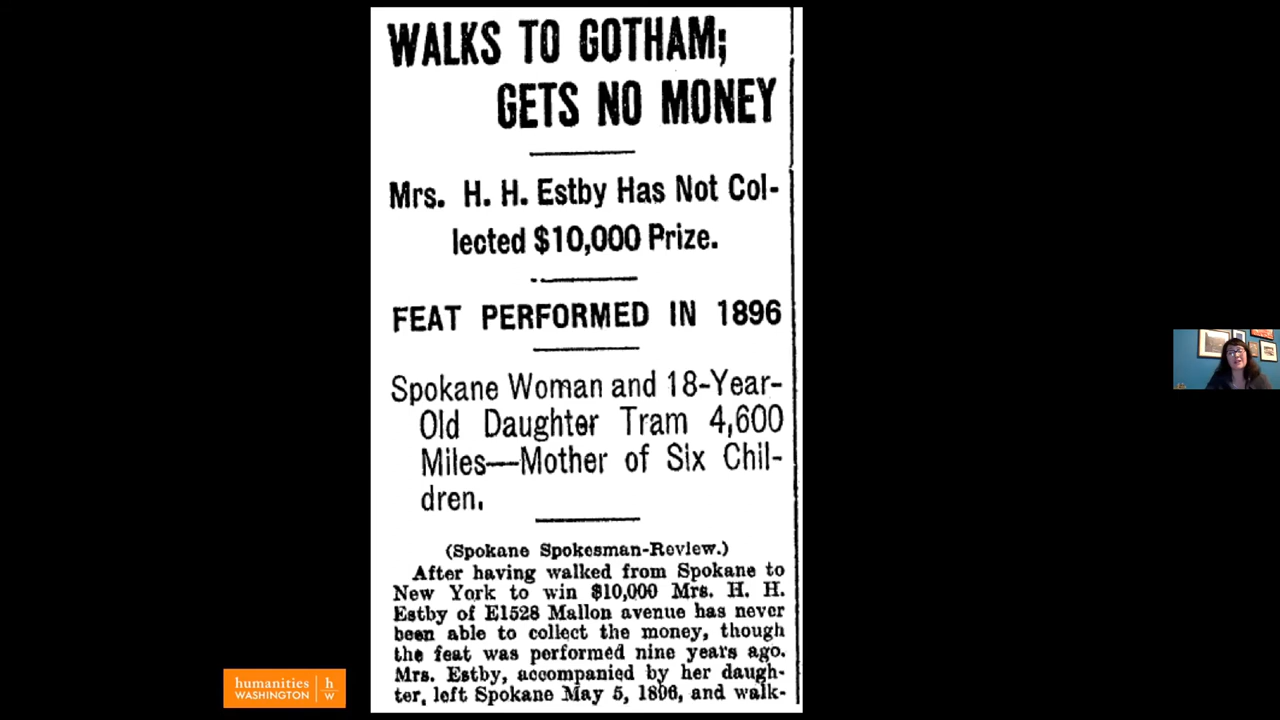 WALKS TO GOTHAM;
GETS NO MONEY
Mrs. H. H. Estby Has Not Col-
lected $10,000 Prize.
FEAT PERFORMED IN 1896
Spokane Woman and 18-Year-
Old Daughter Tram 4,600
Miles—Mother of Six Chil-
dren.
(Spokane Spokesman-Review.)
After having walked from Spokane to
New York to win $10,000 Mrs. H. H.
Estby of E1528 Mallon avenue has never
been able to collect the money, though
the feat was performed nine years ago.
Mrs. Estby, accompanied by her daugh-
ter, left Spokane May 5, 1896, and walk-
humanities
WASHINGTON
h
w